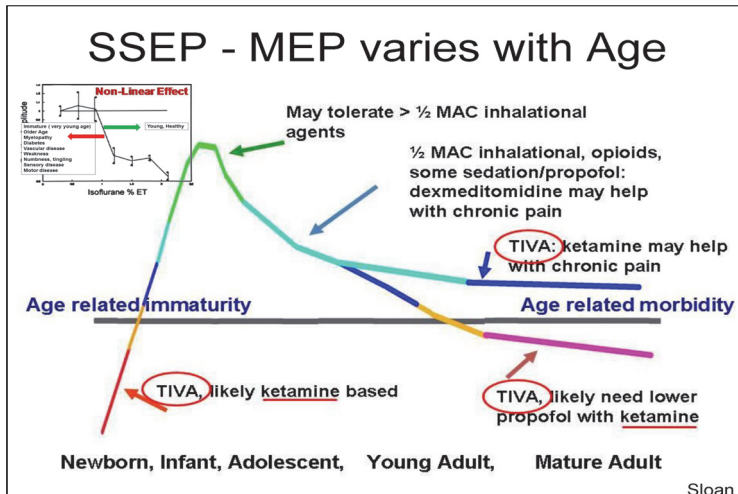 SSEP - MEP varies with Age
Non-Linear Effect
Immature ( very young age)
Older Age
Myelopathy
Diabetes
Vascular disease
Weakness
Numbness, tingling
Sensory disease
Motor disease
Young, Healthy
Isoflurane % ET
May tolerate > ½ MAC inhalational
agents
½ MAC inhalational, opioids,
some sedation/propofol:
dexmeditomidine may help
with chronic pain
TIVA: ketamine may help
with chronic pain
Age related immaturity
Age related morbidity
TIVA, likely ketamine based
TIVA, likely need lower
propofol with ketamine
Newborn, Infant, Adolescent, Young Adult, Mature Adult
Sloan